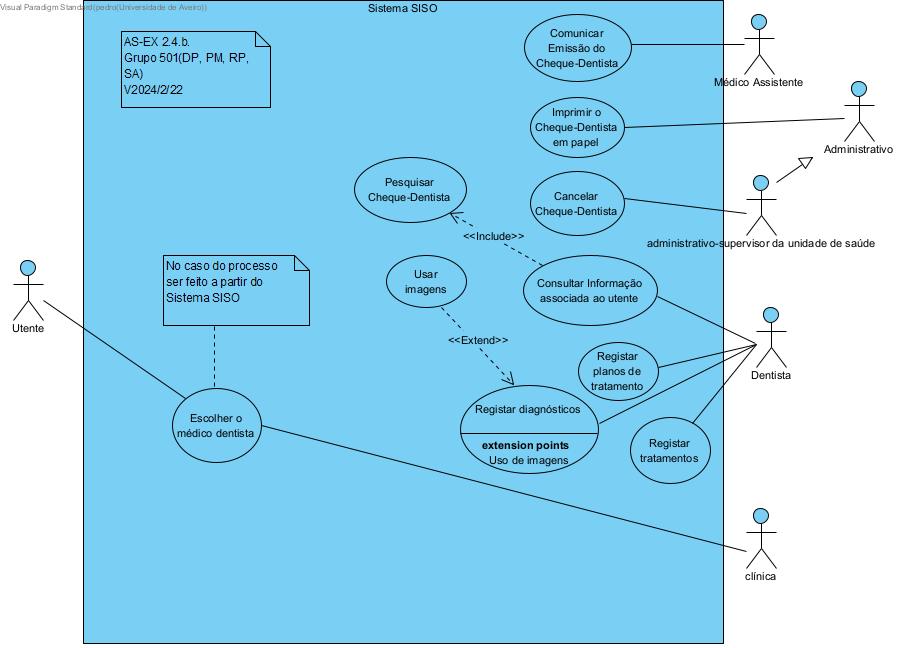 Visual Paradigm Standard(pedro(Universidade de Aveiro))
Sistema SISO
AS-EX 2.4.b.
Grupo 501(DP, PM, RP,
SA)
V2024/2/22
Comunicar
Emissão do
Cheque-Dentista
Médico Assistente
Imprimir o
Cheque-Dentista
em papel
Administrativo
Pesquisar
Cheque-Dentista
Cancelar
Cheque-Dentista
administrativo-supervisor da unidade de saúde
<<Include>>
No caso do processo
ser feito a partir do
Sistema SISO
Usar
imagens
Consultar Informação
associada ao utente
Utente
<<Extend>>
Registar
planos de
tratamento
Dentista
Escolher o
médico dentista
Registar diagnósticos
extension points
Uso de imagens
Registar
tratamentos
clínica